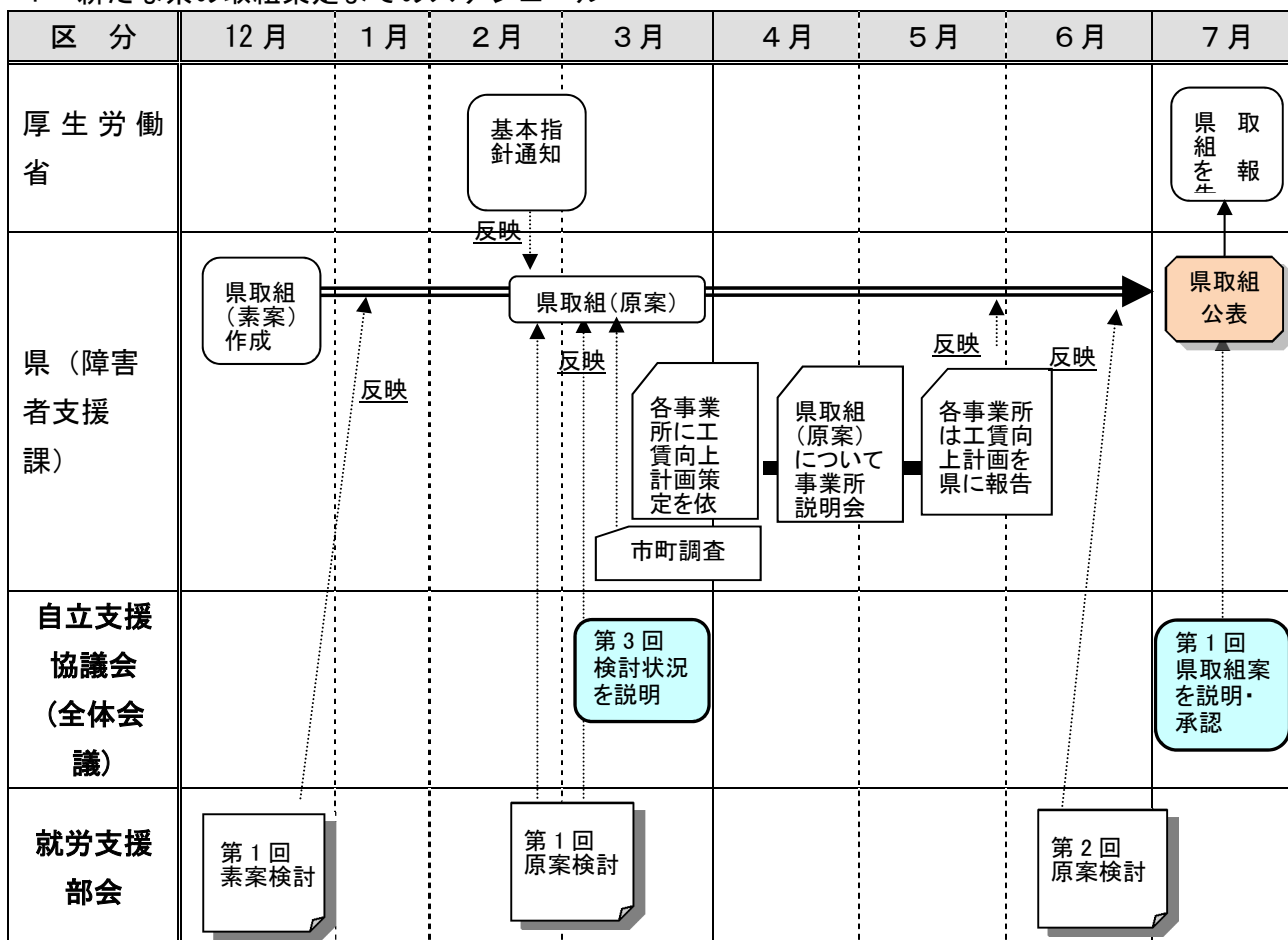 区 分 12月 1月 2月 3月 4月 5月 6月 7月
厚生労働
省
基本指
針通知
県取
組
を報
告
反映
県（障害
者支援
課）
県取組
（素案）
作成
県取組（原案）
県取組
公表
反映
反映
反映
反映
各事業
所に工
賃向上
計画策
定を依
県取組
（原案）
について
事業所
説明会
各事業所
は工賃向
上計画を
県に報告
市町調査
自立支援
協議会
（全体会
議）
第3回
検討状況
を説明
第1回
県取組案
を説明・
承認
就労支援
部会
第1回
素案検討
第1回
原案検討
第2回
原案検討